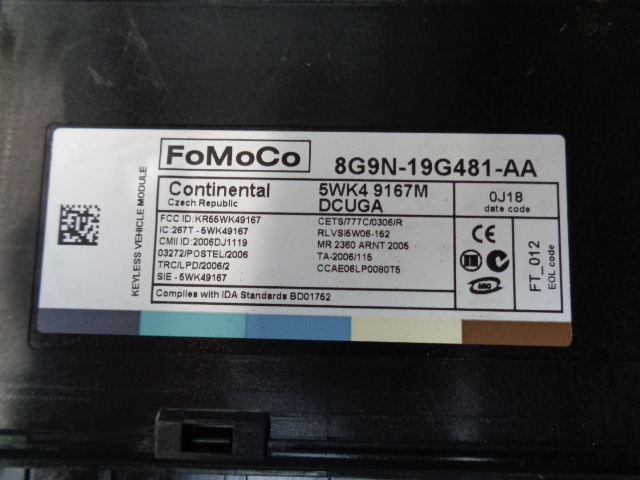 FoMoCo
8G9N-19G481-AA
KEYLESS VEHICLE MODULE
Continental
Czech Republic
5WK4 9167M
DCUGA
0J18
date code
FCC ID: KR55WK49167
IC: 267T - 5WK49167
CMII ID: 2006DJ1119
03272/POSTEL/2006
TRC/LPD/2006/2
SIE - 5WK49167
CETS/777C/0306/R
RLVSI5W06-152
MR 2360 ARNT 2005
TA-2006/115
CCAE06LP0080T5
Complies with IDA Standards BD01752
CE
FT_012
EOL code